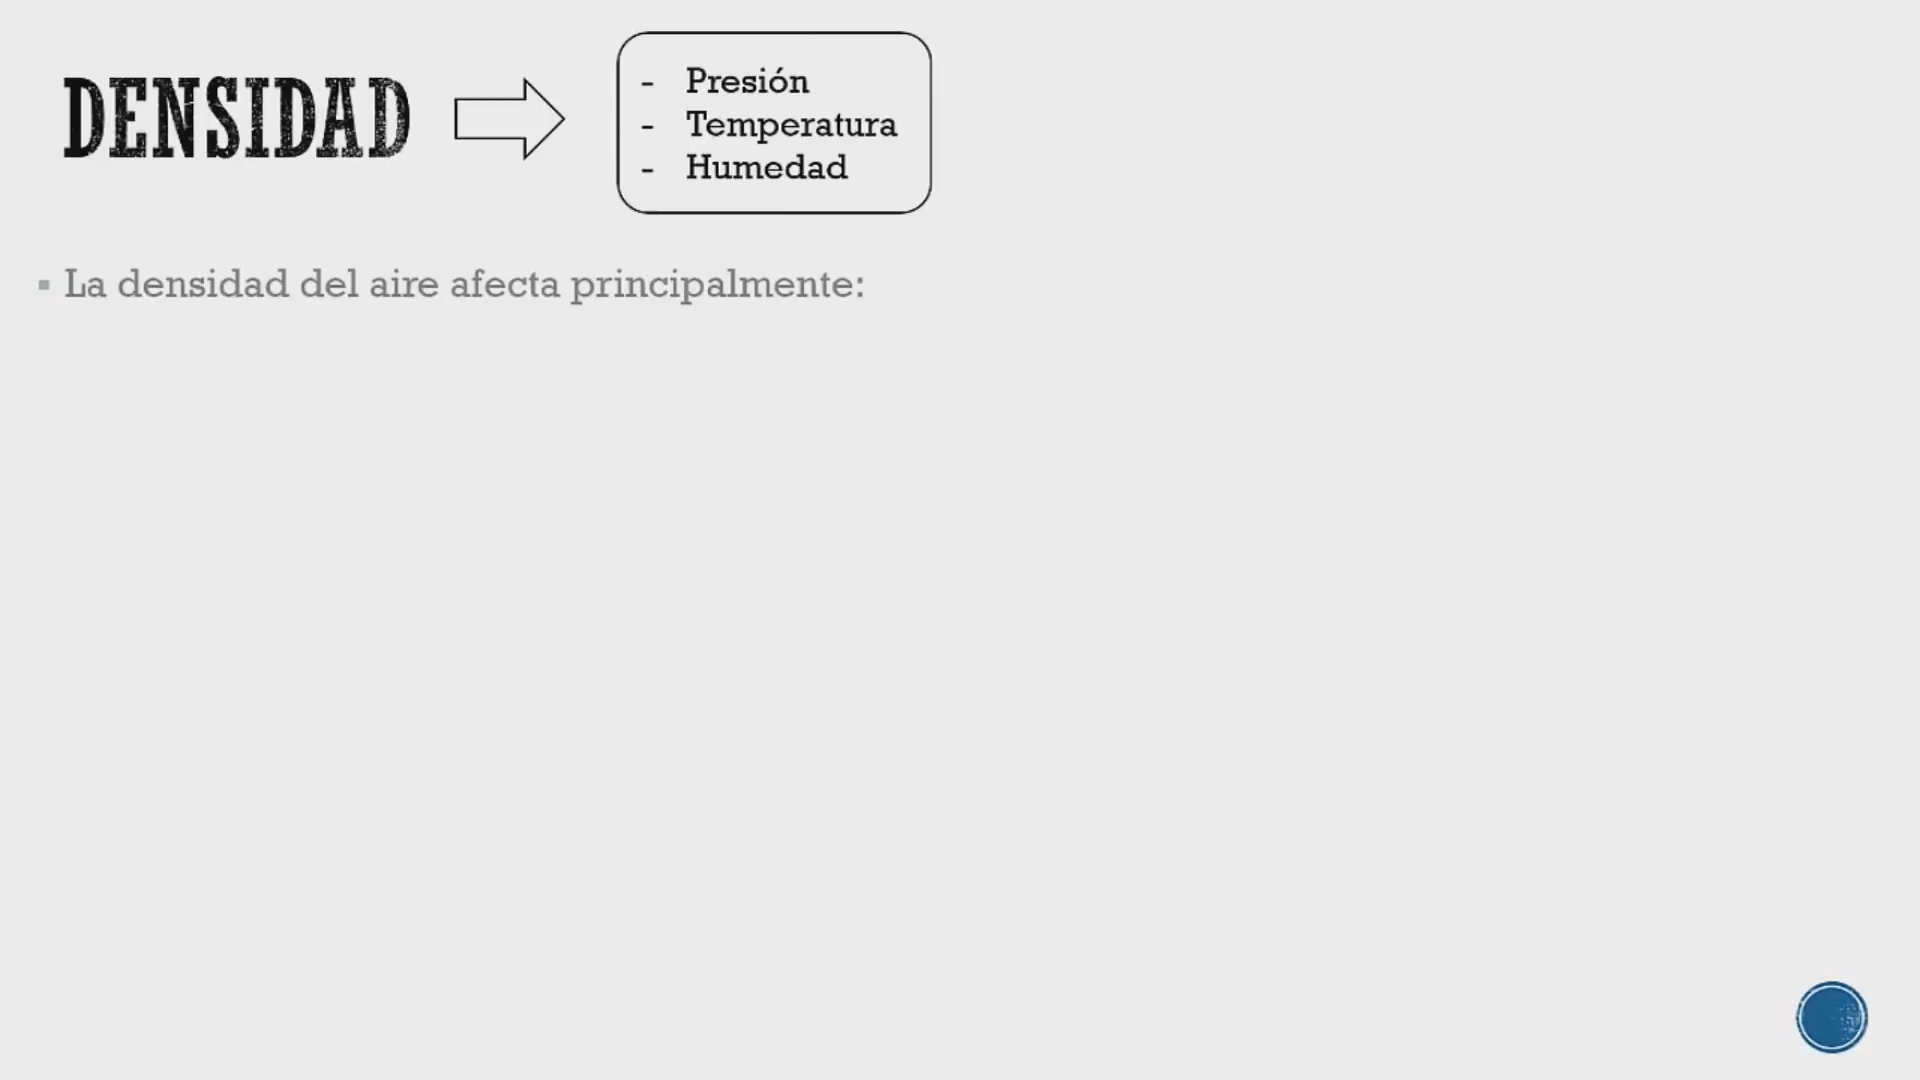 DENSIDAD
- Presión
- Temperatura
- Humedad
▪ La densidad del aire afecta principalmente: